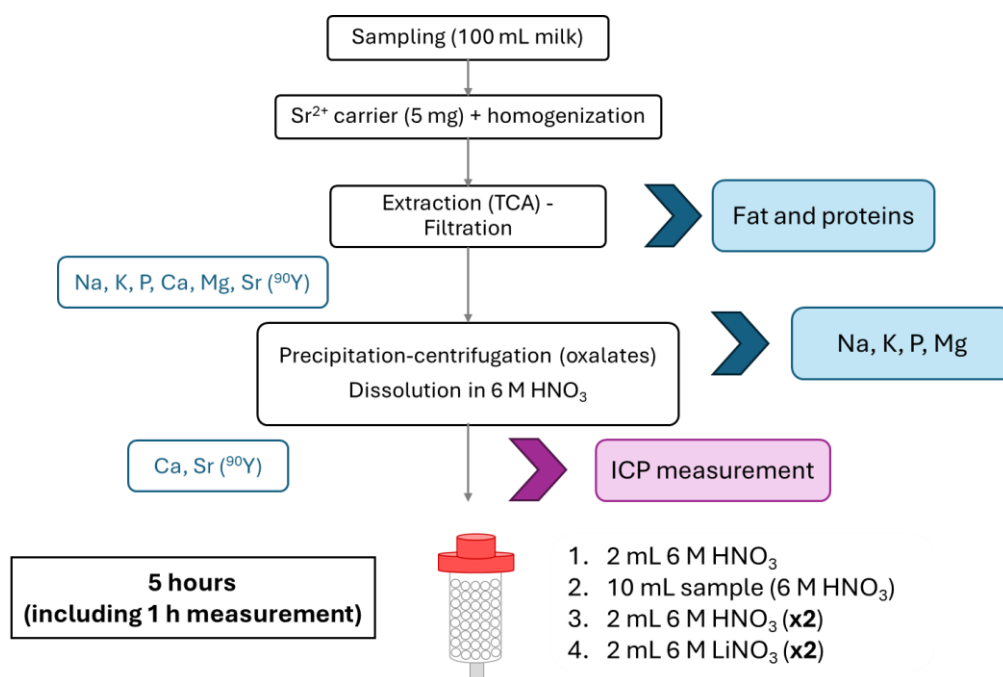 Sampling (100 mL milk)
Sr²⁺ carrier (5 mg) + homogenization
Extraction (TCA) -
Filtration
Fat and proteins
Na, K, P, Ca, Mg, Sr (⁹⁰Y)
Precipitation-centrifugation (oxalates)
Dissolution in 6 M HNO₃
Na, K, P, Mg
Ca, Sr (⁹⁰Y)
ICP measurement
5 hours
(including 1 h measurement)
1. 2 mL 6 M HNO₃
2. 10 mL sample (6 M HNO₃)
3. 2 mL 6 M HNO₃ (x2)
4. 2 mL 6 M LiNO₃ (x2)